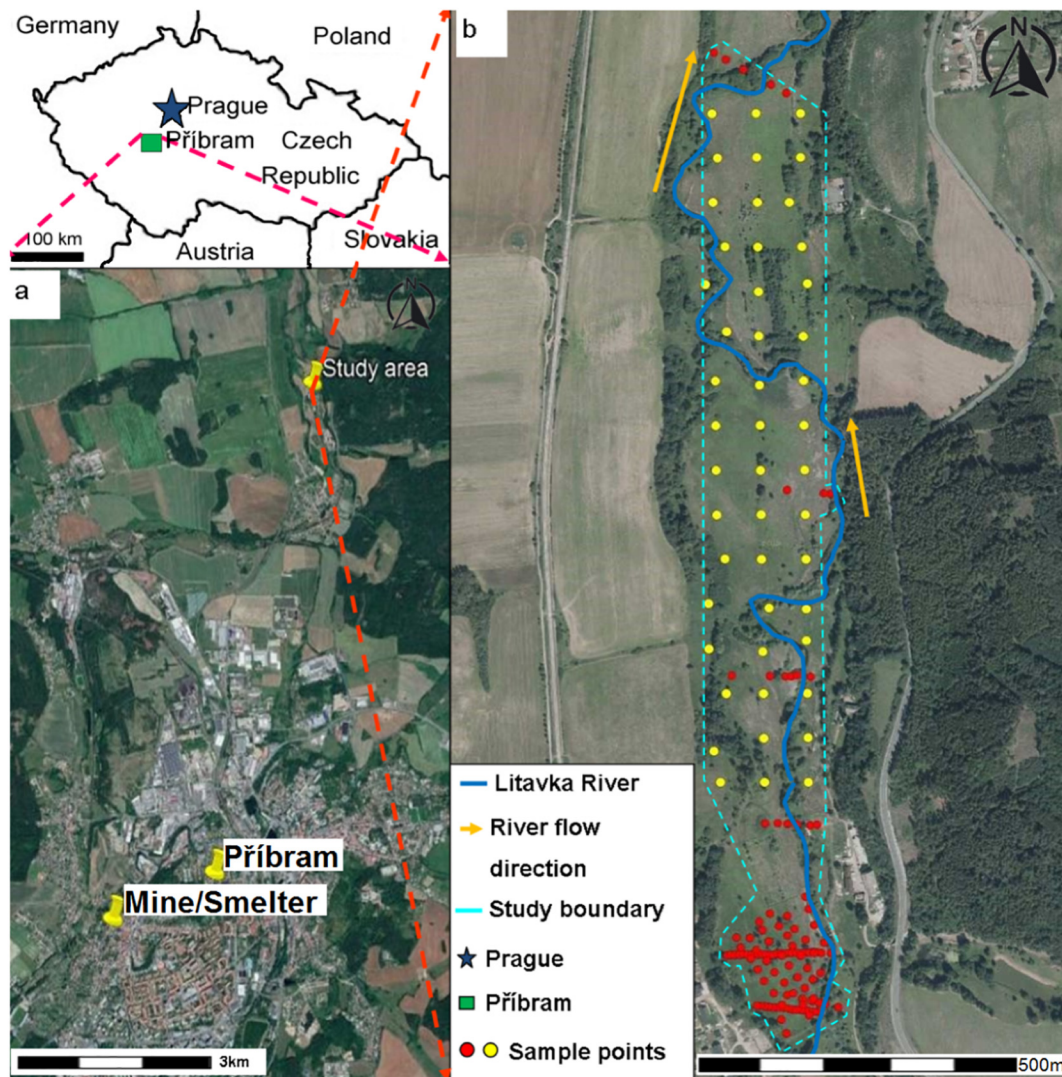 Germany
Poland
Prague
Příbram
Czech
Republic
100 km
Austria
Slovakia
a
N
Study area
Příbram
Mine/Smelter
3km
b
N
Litavka River
River flow
direction
Study boundary
Prague
Příbram
Sample points
500m